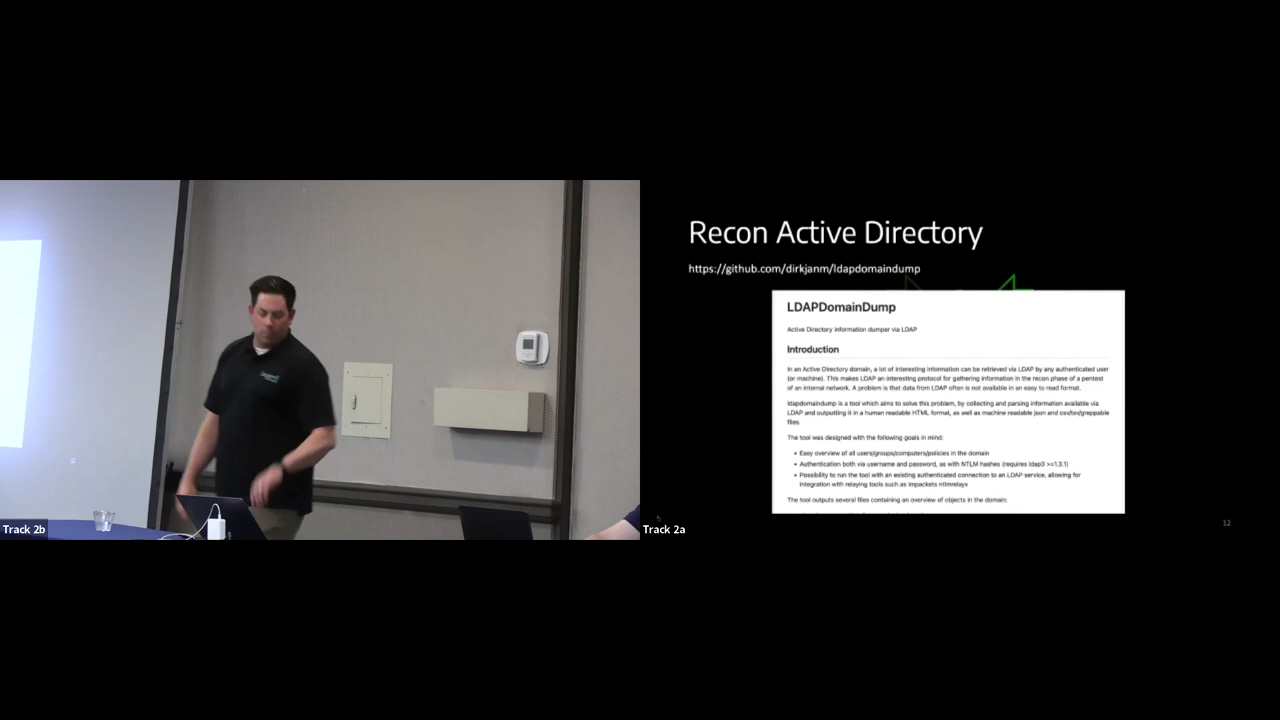 Recon Active Directory
https://github.com/dirkjanm/ldapdomaindump
LDAPDomainDump
Active Directory information dumper via LDAP
Introduction
In an Active Directory domain, a lot of interesting information can be retrieved via LDAP by any authenticated user
(or machine). This makes LDAP an interesting protocol for gathering information in the recon phase of a pentest
of an internal network. A problem is that data from LDAP often is not available in an easy to read format.
ldapdomaindump is a tool which aims to solve this problem, by collecting and parsing information available via
LDAP and outputting it in a human readable HTML format, as well as machine readable json and csv/tsv/greppable
files.
The tool was designed with the following goals in mind:
• Easy overview of all users/groups/computers/policies in the domain
• Authentication both via username and password, as with NTLM hashes (requires ldap3 >=1.3.1)
• Possibility to run the tool with an existing authenticated connection to an LDAP service, allowing for
integration with relaying tools such as impackets ntlmrelayx
The tool outputs several files containing an overview of objects in the domain:
12
Track 2b
Track 2a